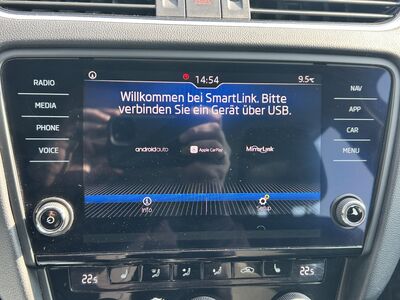 14:54
9.5°C
RADIO
MEDIA
PHONE
VOICE
Willkommen bei SmartLink. Bitte
verbinden Sie ein Gerät über USB.
NAV
APP
CAR
MENU
androidauto
Apple CarPlay
MirrorLink
Info
Setup
22.5
22.5